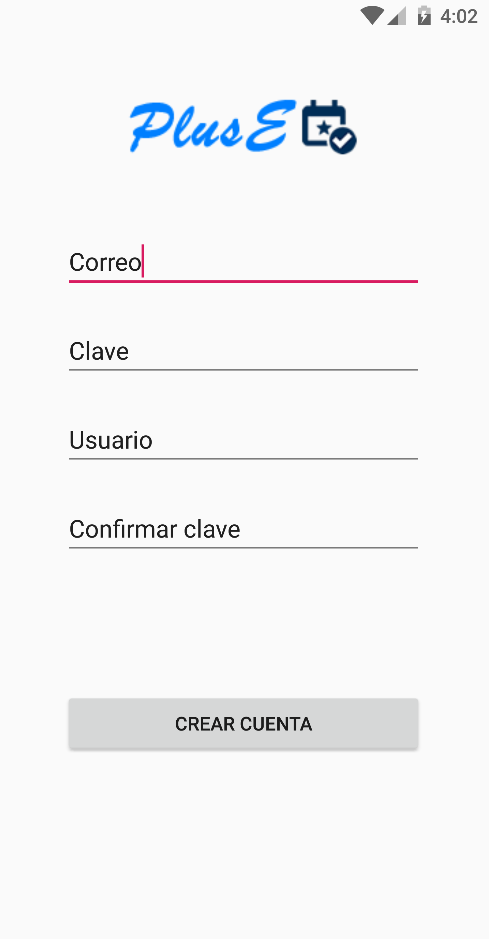 4:02
PlusE
Correo
Clave
Usuario
Confirmar clave
CREAR CUENTA